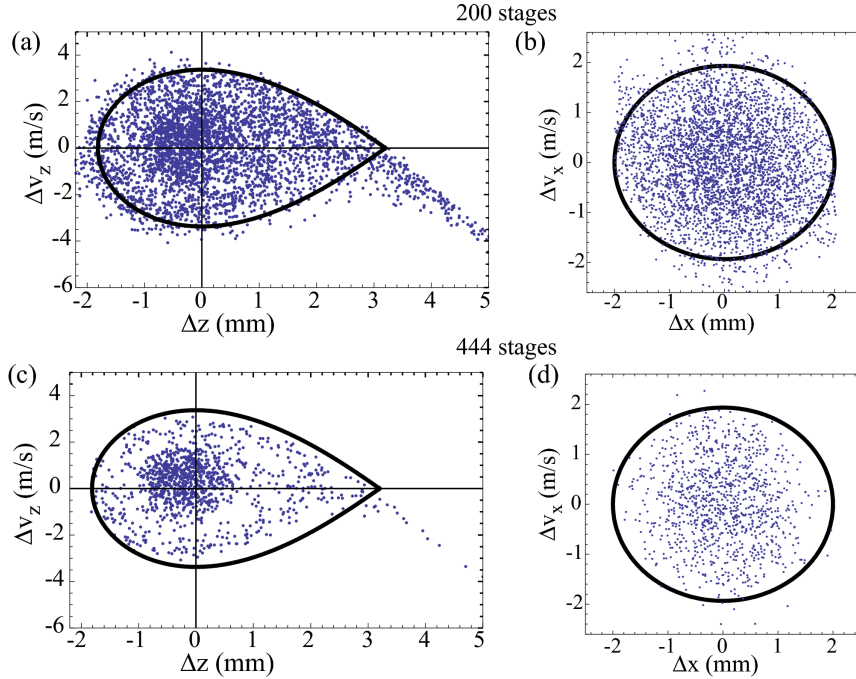 200 stages
(a)
(b)
4
2
0
-2
-4
-6
Δv_z (m/s)
-2 -1 0 1 2 3 4 5
Δz (mm)
2
1
0
-1
-2
Δv_x (m/s)
-2 -1 0 1 2
Δx (mm)
444 stages
(c)
(d)
4
2
0
-2
-4
-6
Δv_z (m/s)
-2 -1 0 1 2 3 4 5
Δz (mm)
2
1
0
-1
-2
Δv_x (m/s)
-2 -1 0 1 2
Δx (mm)